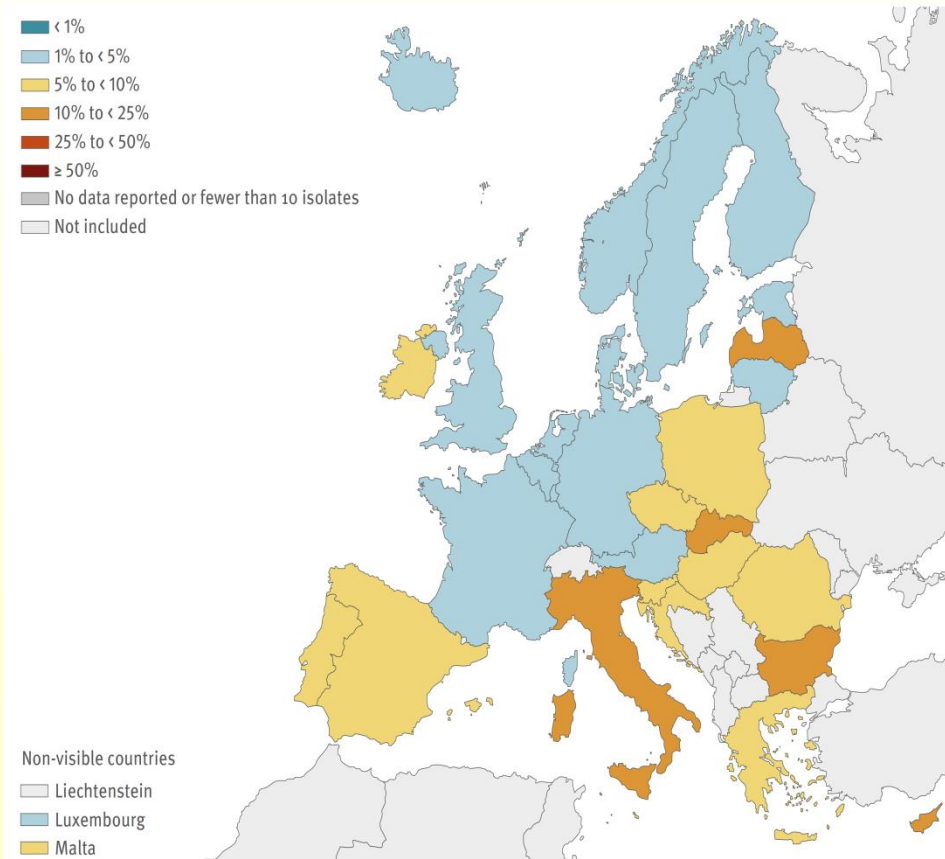 < 1%
1% to < 5%
5% to < 10%
10% to < 25%
25% to < 50%
≥ 50%
No data reported or fewer than 10 isolates
Not included
Non-visible countries
Liechtenstein
Luxembourg
Malta